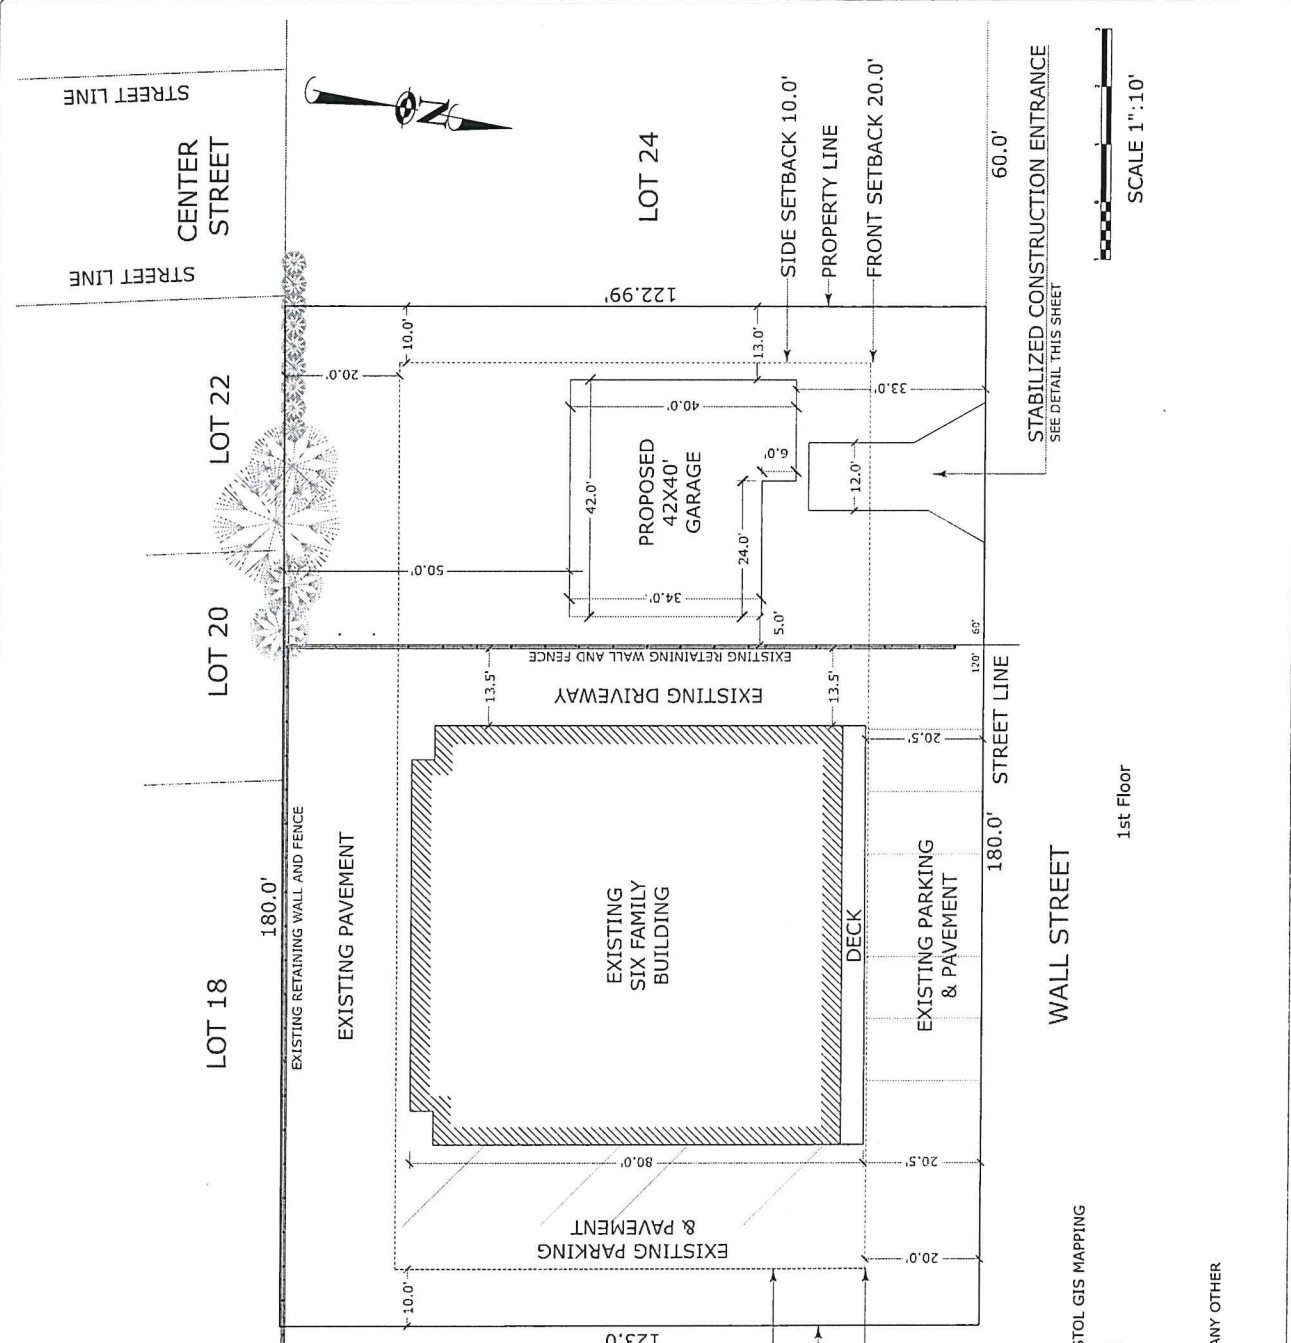 STREET LINE
CENTER
STREET
STREET LINE
N
LOT 24
SIDE SETBACK 10.0'
PROPERTY LINE
FRONT SETBACK 20.0'
60.0'
STABILIZED CONSTRUCTION ENTRANCE
SEE DETAIL THIS SHEET
SCALE 1":10'
122.99'
LOT 22
20.0'
10.0'
13.0'
33.0'
40.0'
42.0'
PROPOSED
42X40'
GARAGE
6.0'
12.0'
24.0'
50.0'
34.0'
5.0'
LOT 20
EXISTING RETAINING WALL AND FENCE
60'
120'
13.5'
EXISTING DRIVEWAY
13.5'
STREET LINE
20.5'
180.0'
EXISTING RETAINING WALL AND FENCE
EXISTING PAVEMENT
LOT 18
EXISTING
SIX FAMILY
BUILDING
DECK
EXISTING PARKING
& PAVEMENT
180.0'
WALL STREET
1st Floor
80.0'
20.5'
EXISTING PARKING
& PAVEMENT
20.0'
10.0'
123.0'
STOL GIS MAPPING
ANY OTHER